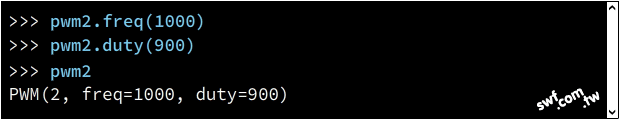 >>> pwm2.freq(1000)
>>> pwm2.duty(900)
>>> pwm2
PWM(2, freq=1000, duty=900)
swf.com.tw